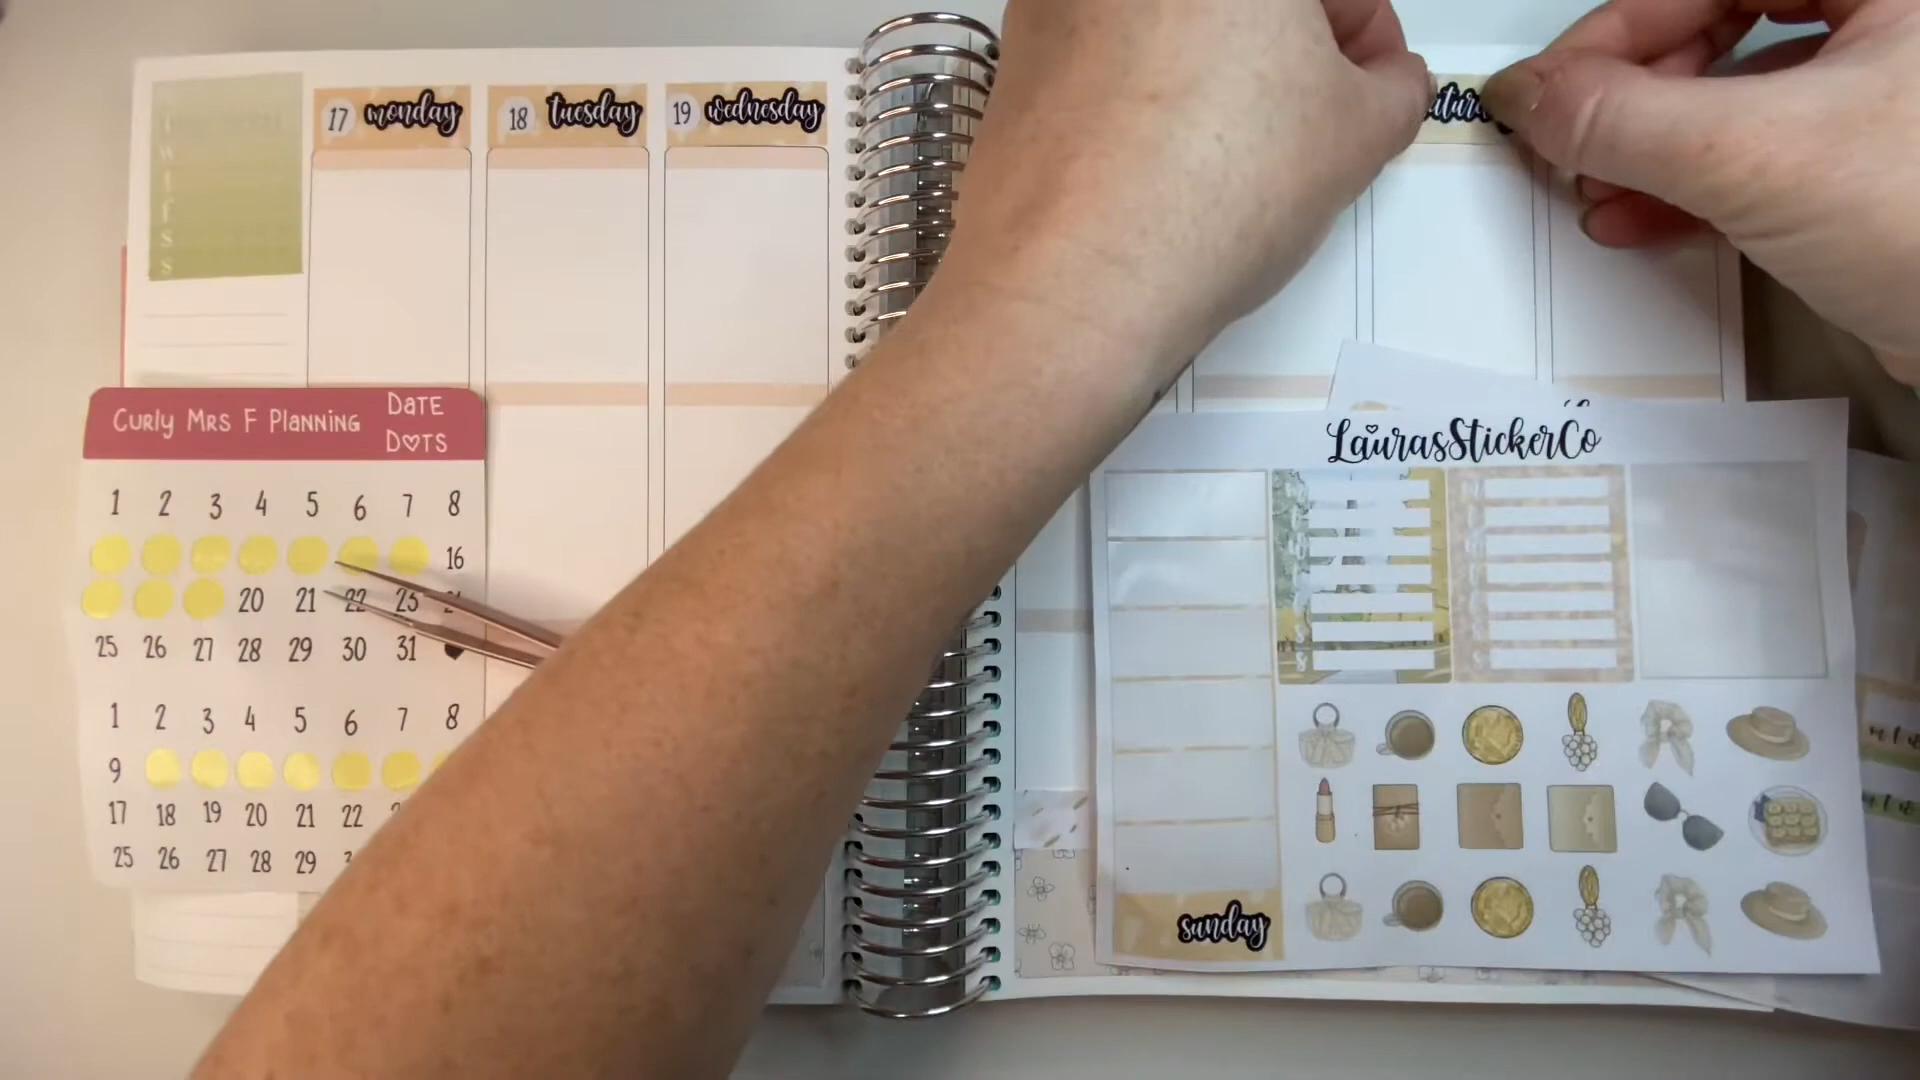 17 monday
18 tuesday
19 wednesday
T
W
T
F
S
S
Curly Mrs F Planning
DaTE
DOTS
1 2 3 4 5 6 7 8
16
20 21 22 23
25 26 27 28 29 30 31
1 2 3 4 5 6 7 8
9
17 18 19 20 21 22
25 26 27 28 29
LaurasStickerCo
sunday